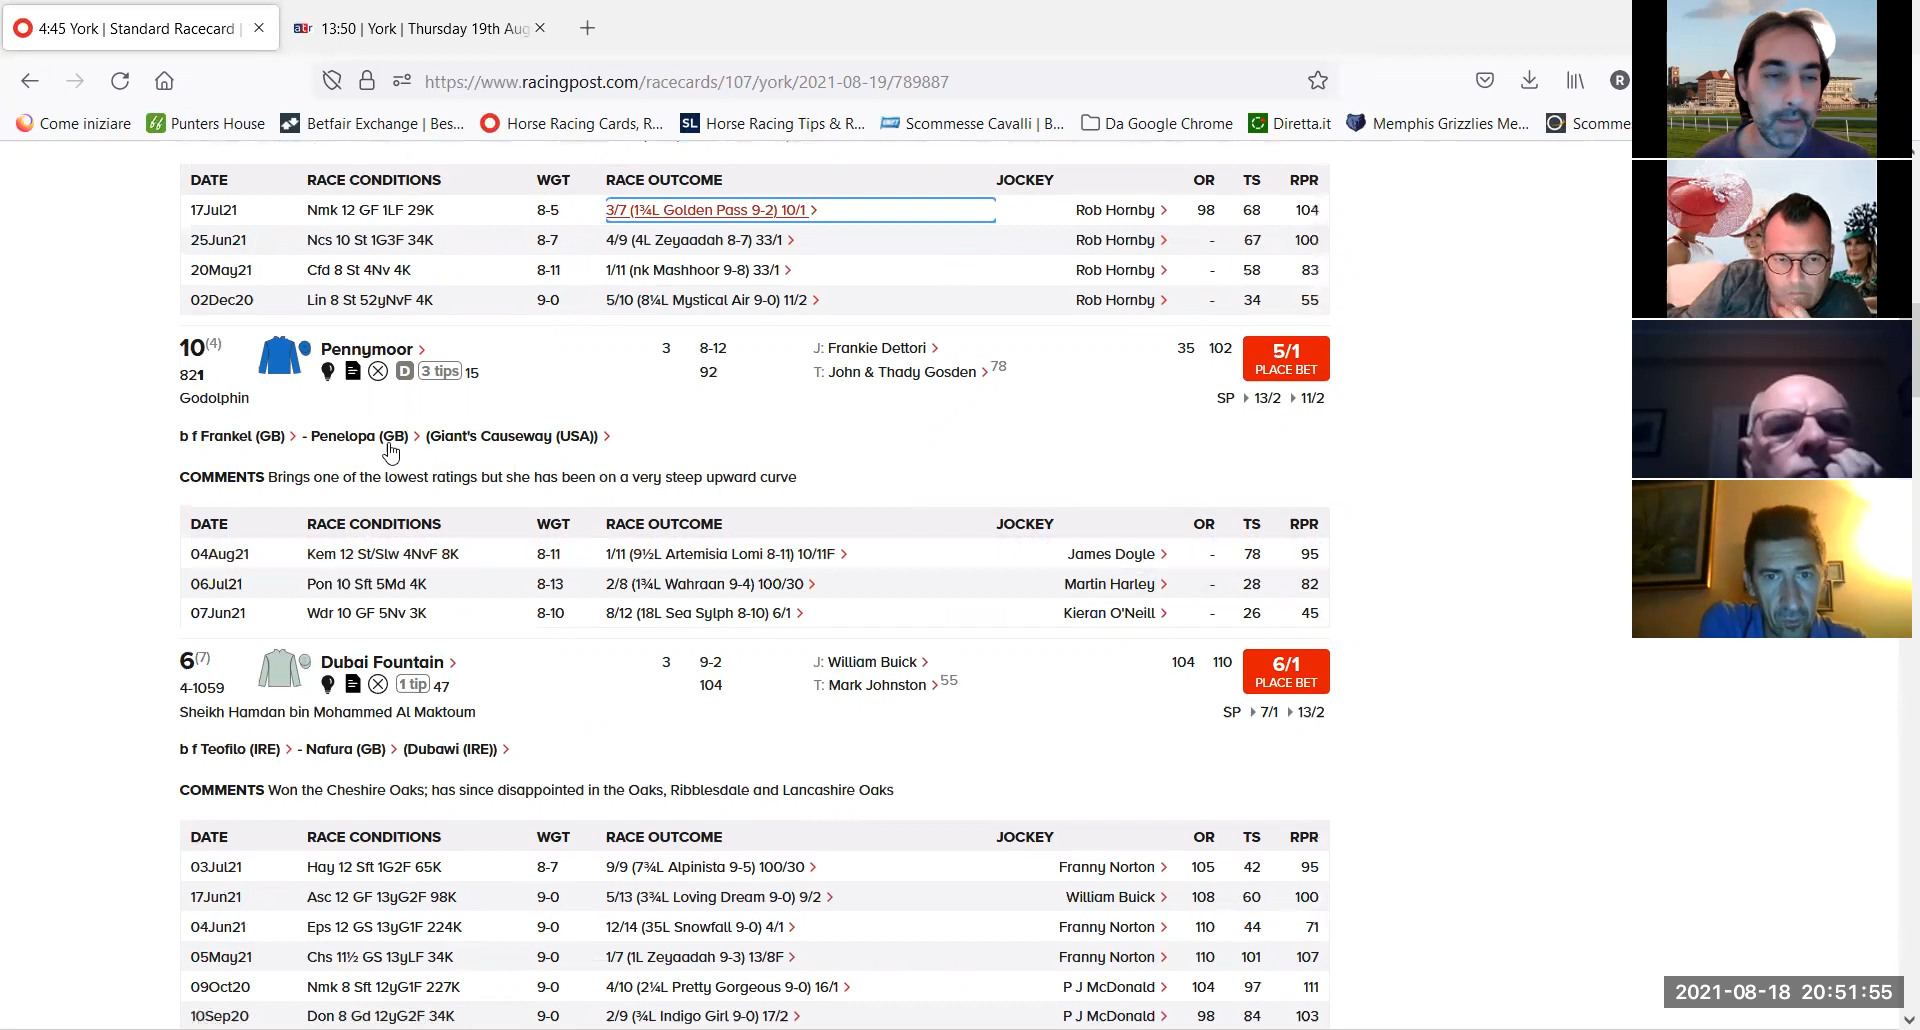 4:45 York | Standard Racecard |
13:50 | York | Thursday 19th Aug
https://www.racingpost.com/racecards/107/york/2021-08-19/789887
R
Come iniziare
Punters House
Betfair Exchange | Bes...
Horse Racing Cards, R...
SL Horse Racing Tips & R...
Scommesse Cavalli | B...
Da Google Chrome
Diretta.it
Memphis Grizzlies Me...
Scomme
DATE RACE CONDITIONS WGT RACE OUTCOME JOCKEY OR TS RPR
17Jul21 Nmk 12 GF 1LF 29K 8-5 3/7 (1¾L Golden Pass 9-2) 10/1 Rob Hornby 98 68 104
25Jun21 Ncs 10 St 1G3F 34K 8-7 4/9 (4L Zeyaadah 8-7) 33/1 Rob Hornby - 67 100
20May21 Cfd 8 St 4Nv 4K 8-11 1/11 (nk Mashhoor 9-8) 33/1 Rob Hornby - 58 83
02Dec20 Lin 8 St 52yNvF 4K 9-0 5/10 (8¼L Mystical Air 9-0) 11/2 Rob Hornby - 34 55
10(4) Pennymoor 3 8-12 J: Frankie Dettori 35 102 5/1
821 D 3 tips 15 92 T: John & Thady Gosden 78 PLACE BET
Godolphin SP 13/2 11/2
b f Frankel (GB) - Penelopa (GB) (Giant's Causeway (USA))
COMMENTS Brings one of the lowest ratings but she has been on a very steep upward curve
DATE RACE CONDITIONS WGT RACE OUTCOME JOCKEY OR TS RPR
04Aug21 Kem 12 St/Slw 4NvF 8K 8-11 1/11 (9½L Artemisia Lomi 8-11) 10/11F James Doyle - 78 95
06Jul21 Pon 10 Sft 5Md 4K 8-13 2/8 (1¾L Wahraan 9-4) 100/30 Martin Harley - 28 82
07Jun21 Wdr 10 GF 5Nv 3K 8-10 8/12 (18L Sea Sylph 8-10) 6/1 Kieran O'Neill - 26 45
6(7) Dubai Fountain 3 9-2 J: William Buick 104 110 6/1
4-1059 1 tip 47 104 T: Mark Johnston 55 PLACE BET
Sheikh Hamdan bin Mohammed Al Maktoum SP 7/1 13/2
b f Teofilo (IRE) - Nafura (GB) (Dubawi (IRE))
COMMENTS Won the Cheshire Oaks; has since disappointed in the Oaks, Ribblesdale and Lancashire Oaks
DATE RACE CONDITIONS WGT RACE OUTCOME JOCKEY OR TS RPR
03Jul21 Hay 12 Sft 1G2F 65K 8-7 9/9 (7¾L Alpinista 9-5) 100/30 Franny Norton 105 42 95
17Jun21 Asc 12 GF 13yG2F 98K 9-0 5/13 (3¾L Loving Dream 9-0) 9/2 William Buick 108 60 100
04Jun21 Eps 12 GS 13yG1F 224K 9-0 12/14 (35L Snowfall 9-0) 4/1 Franny Norton 110 44 71
05May21 Chs 11½ GS 13yLF 34K 9-0 1/7 (1L Zeyaadah 9-3) 13/8F Franny Norton 110 101 107
09Oct20 Nmk 8 Sft 12yG1F 227K 9-0 4/10 (2¼L Pretty Gorgeous 9-0) 16/1 P J McDonald 104 97 111
10Sep20 Don 8 Gd 12yG2F 34K 9-0 2/9 (¾L Indigo Girl 9-0) 17/2 P J McDonald 98 84 103
2021-08-18 20:51:55